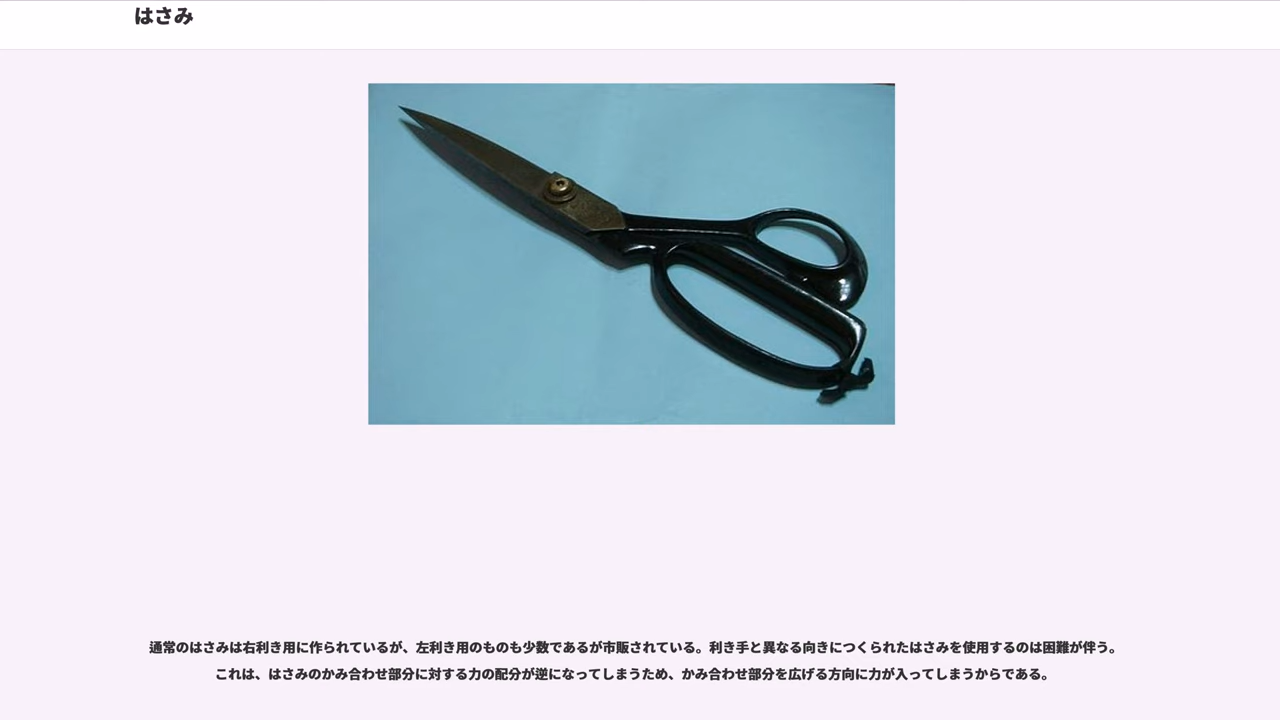 はさみ
通常のはさみは右利き用に作られているが、左利き用のものも少数であるが市販されている。利き手と異なる向きにつくられたはさみを使用するのは困難が伴う。
これは、はさみのかみ合わせ部分に対する力の配分が逆になってしまうため、かみ合わせ部分を広げる方向に力が入ってしまうからである。